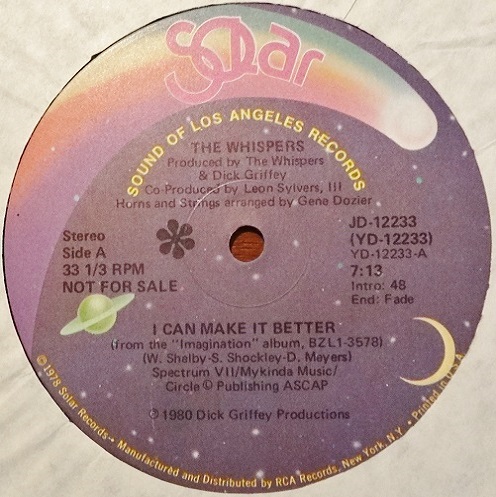 Solar
SOUND OF LOS ANGELES RECORDS
THE WHISPERS
Produced by The Whispers
& Dick Griffey
Co-Produced by Leon Sylvers, III
Horns and Strings arranged by Gene Dozier
Stereo
Side A
33 1/3 RPM
NOT FOR SALE
JD-12233
(YD-12233)
YD-12233-A
7:13
Intro: 48
End: Fade
I CAN MAKE IT BETTER
(from the "Imagination" album, BZL1-3578)
(W. Shelby-S. Shockley-D. Meyers)
Spectrum VII/Mykinda Music/
Circle © Publishing ASCAP
℗ 1980 Dick Griffey Productions
©1978 Solar Records • Manufactured and Distributed by RCA Records, New York, N.Y. • Printed in U.S.A.